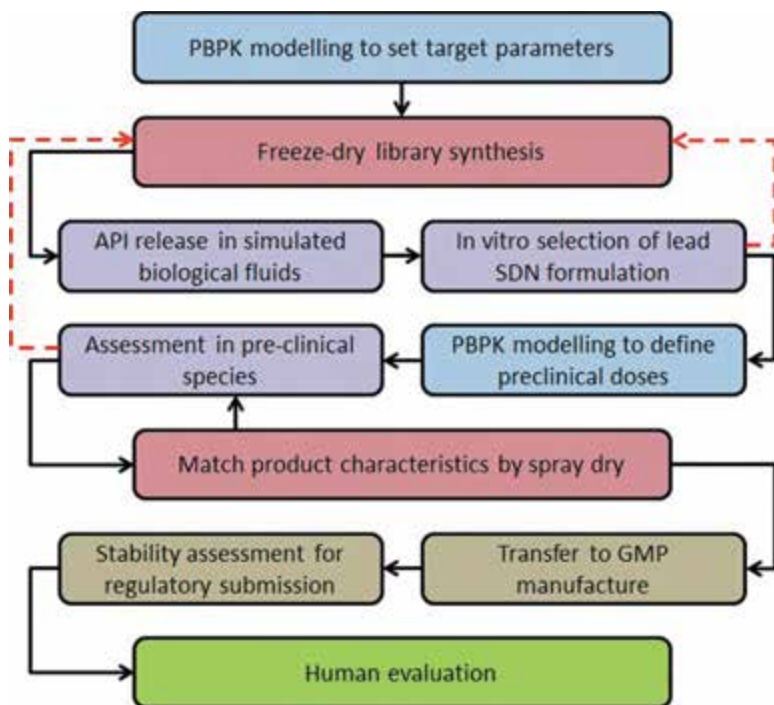 PBPK modelling to set target parameters
Freeze-dry library synthesis
API release in simulated
biological fluids
In vitro selection of lead
SDN formulation
Assessment in pre-clinical
species
PBPK modelling to define
preclinical doses
Match product characteristics by spray dry
Stability assessment for
regulatory submission
Transfer to GMP
manufacture
Human evaluation